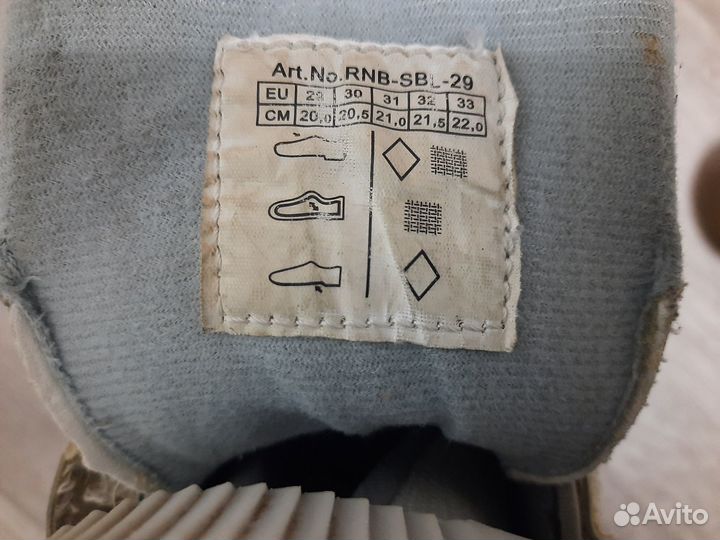 Art.No.RNB-SBL-29
EU 29 30 31 32 33
CM 20,0 20,5 21,0 21,5 22,0
Avito